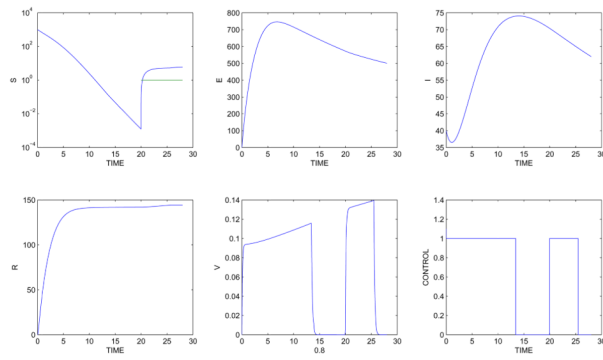 10^4
10^2
10^0
10^-2
10^-4
S
0 5 10 15 20 25 30
TIME
800
700
600
500
400
300
200
100
0
E
0 5 10 15 20 25 30
TIME
75
70
65
60
55
50
45
40
35
I
0 5 10 15 20 25 30
TIME
150
100
50
0
R
0 5 10 15 20 25 30
TIME
0.14
0.12
0.1
0.08
0.06
0.04
0.02
0
V
0 5 10 15 20 25 30
0.8
1.4
1.2
1
0.8
0.6
0.4
0.2
0
CONTROL
0 5 10 15 20 25 30
TIME